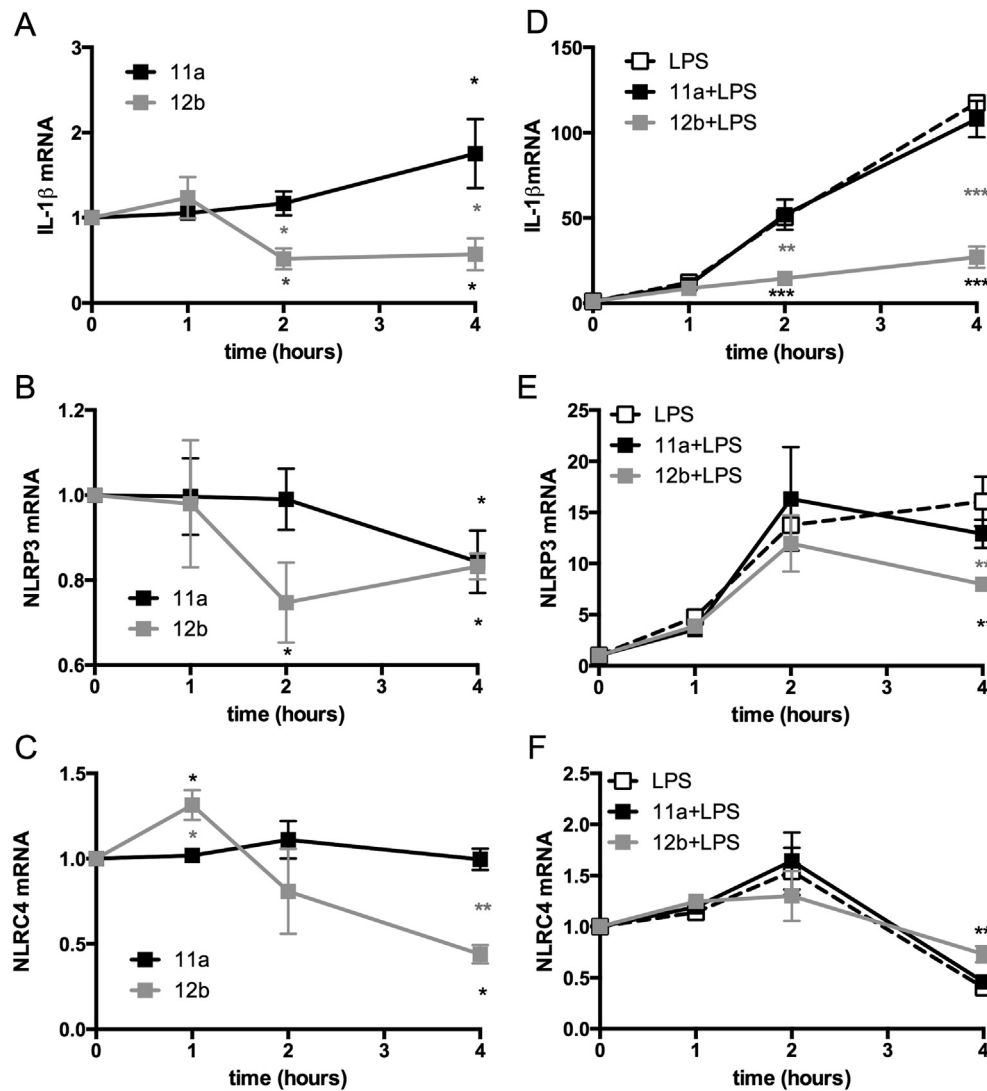 A
3
2
1
0
IL-1β mRNA
11a
12b
*
*
*
*
*
0
1
2
3
4
time (hours)
D
150
100
50
0
IL-1β mRNA
LPS
11a+LPS
12b+LPS
***
**
***
***
0
1
2
3
4
time (hours)
B
1.2
1.0
0.8
0.6
NLRP3 mRNA
11a
12b
*
*
*
0
1
2
3
4
time (hours)
E
25
20
15
10
5
0
NLRP3 mRNA
LPS
11a+LPS
12b+LPS
**
**
0
1
2
3
4
time (hours)
C
1.5
1.0
0.5
0.0
NLRC4 mRNA
11a
12b
*
*
**
*
0
1
2
3
4
time (hours)
F
2.5
2.0
1.5
1.0
0.5
0.0
NLRC4 mRNA
LPS
11a+LPS
12b+LPS
**
0
1
2
3
4
time (hours)